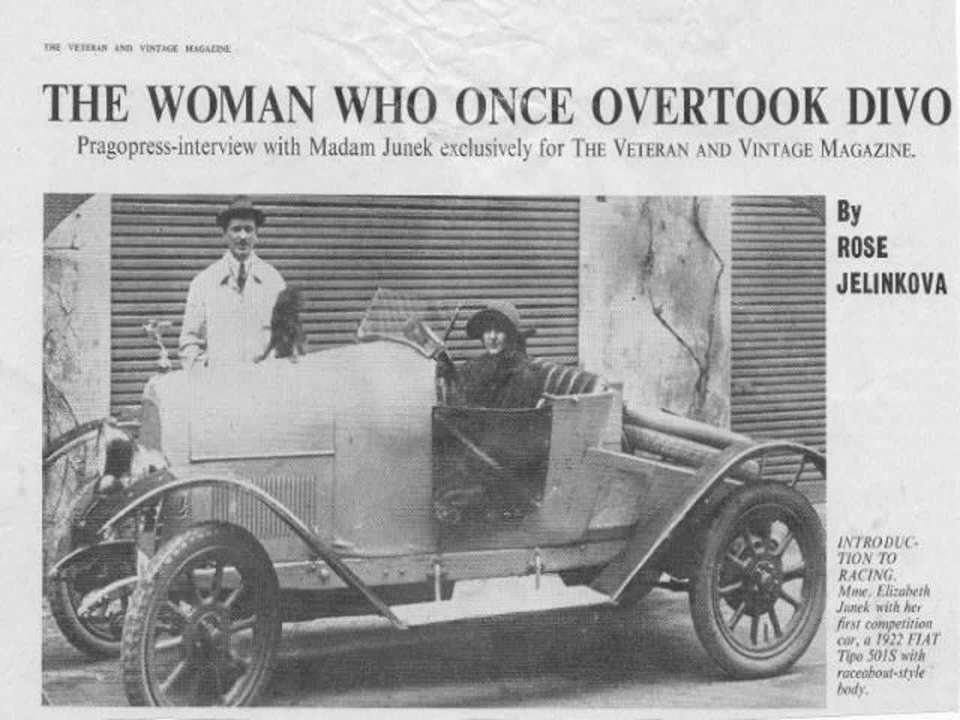 THE VETERAN AND VINTAGE MAGAZINE
THE WOMAN WHO ONCE OVERTOOK DIVO
Pragopress-interview with Madam Junek exclusively for THE VETERAN AND VINTAGE MAGAZINE.
By
ROSE
JELINKOVA
INTRODUC-
TION TO
RACING.
Mme. Elizabeth
Junek with her
first competition
car, a 1922 FIAT
Tipo 501S with
raceabout-style
body.